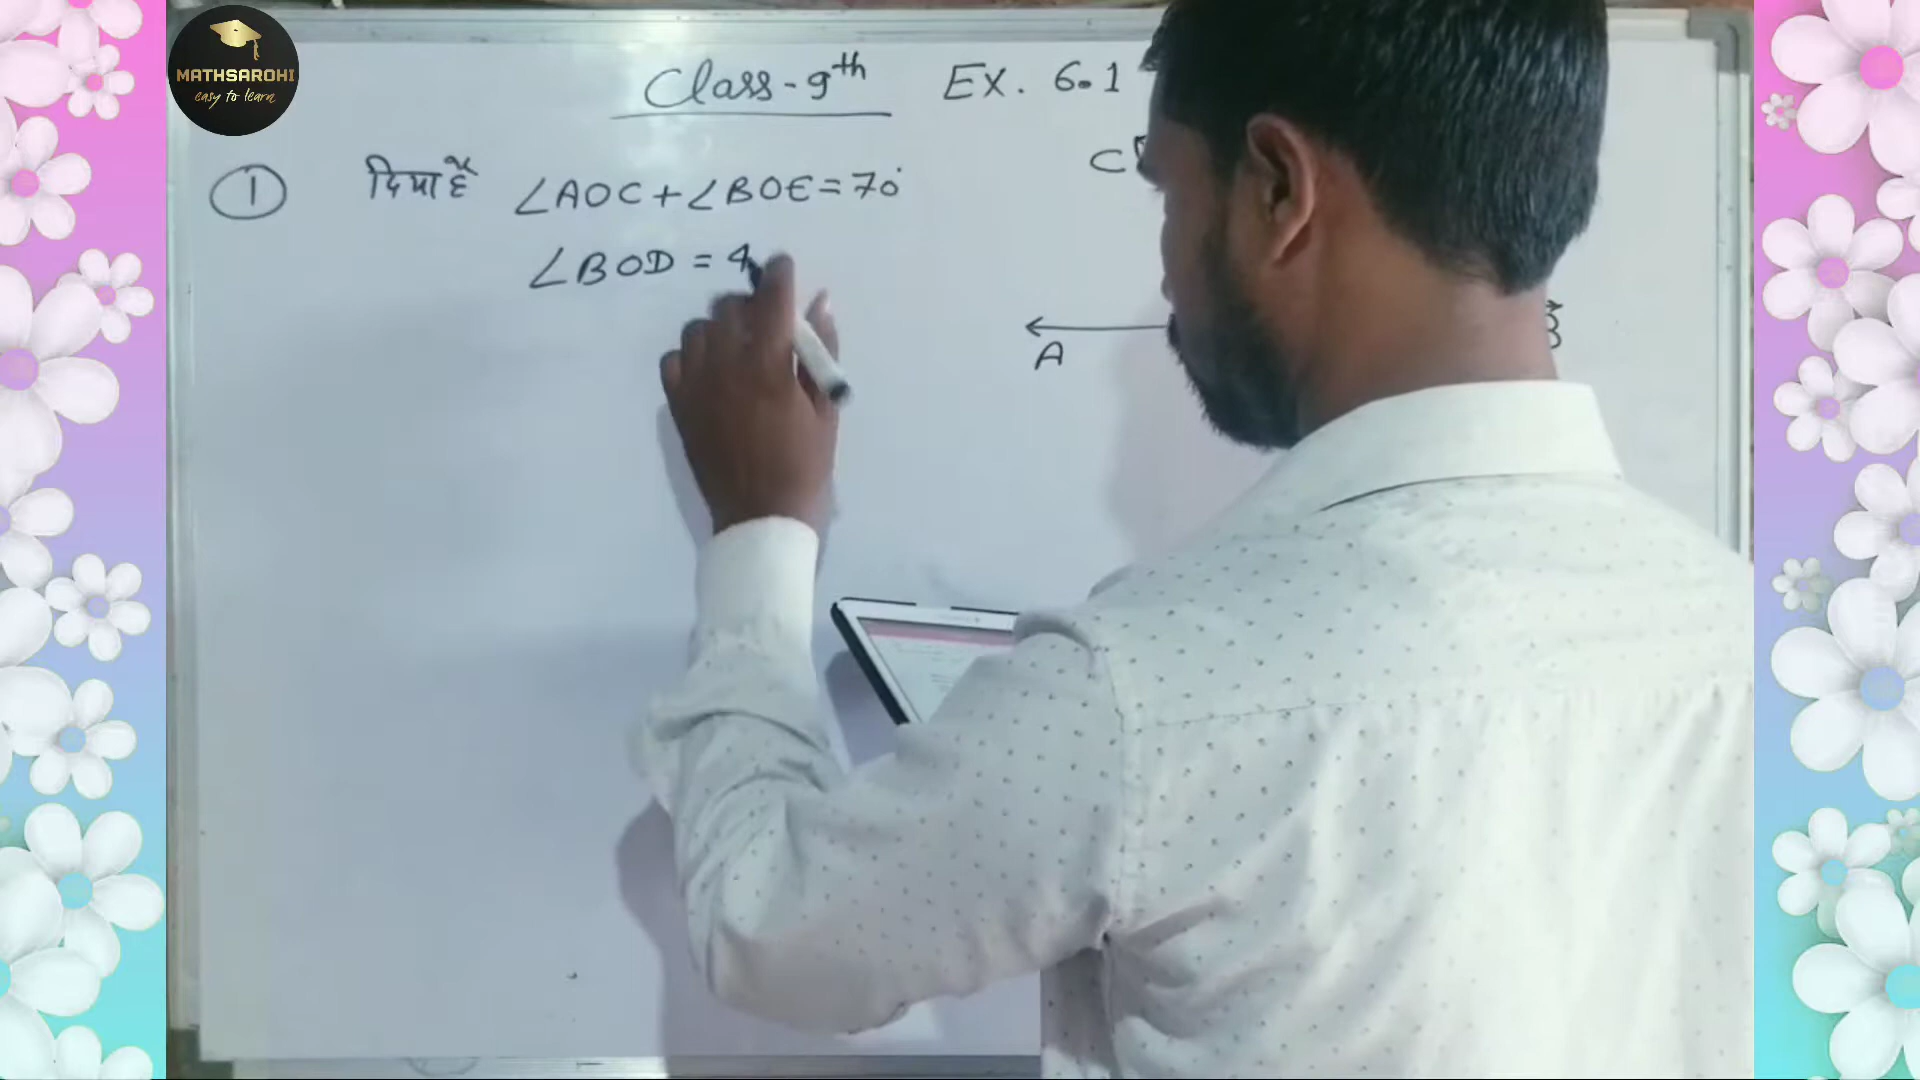 MATHSAROHI
easy to learn
Class-9th Ex. 6.1
① दिया है ∠AOC+∠BOE=70°
∠BOD = 4
C
A
B